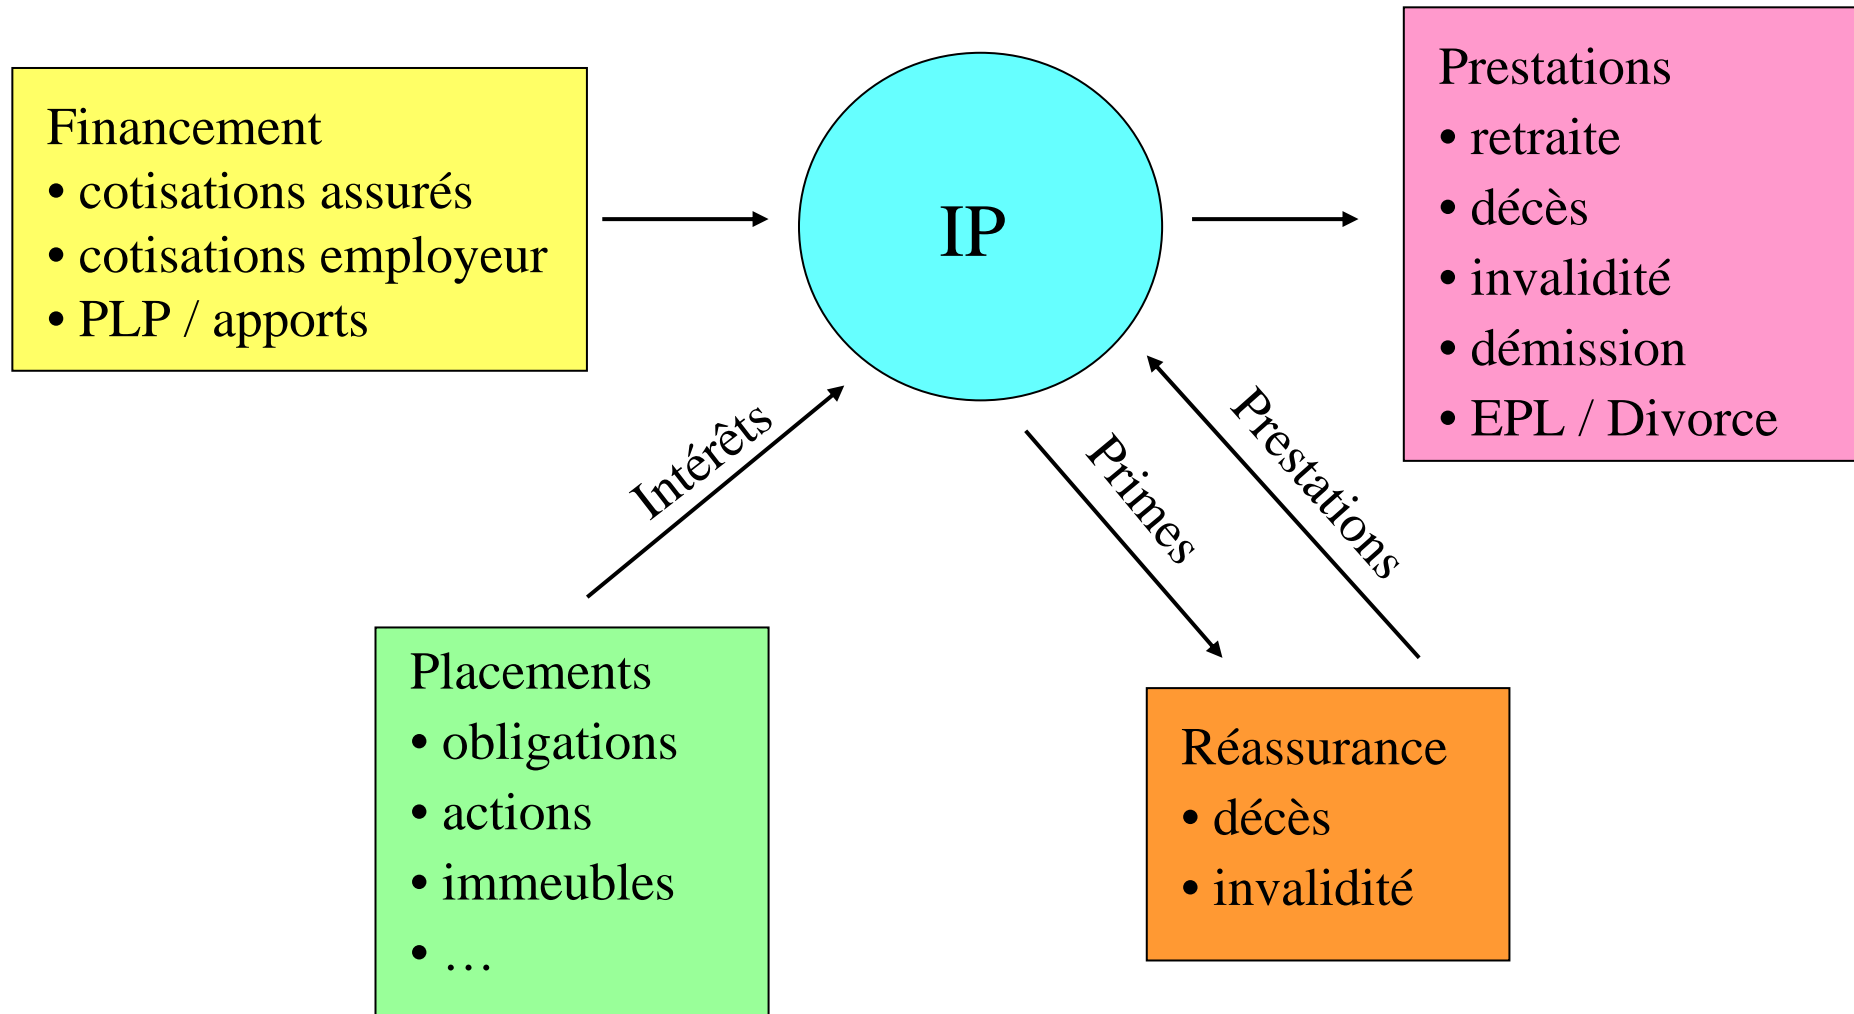 Financement
• cotisations assurés
• cotisations employeur
• PLP / apports
IP
Prestations
• retraite
• décès
• invalidité
• démission
• EPL / Divorce
Intérêts
Primes
Prestations
Placements
• obligations
• actions
• immeubles
• …
Réassurance
• décès
• invalidité